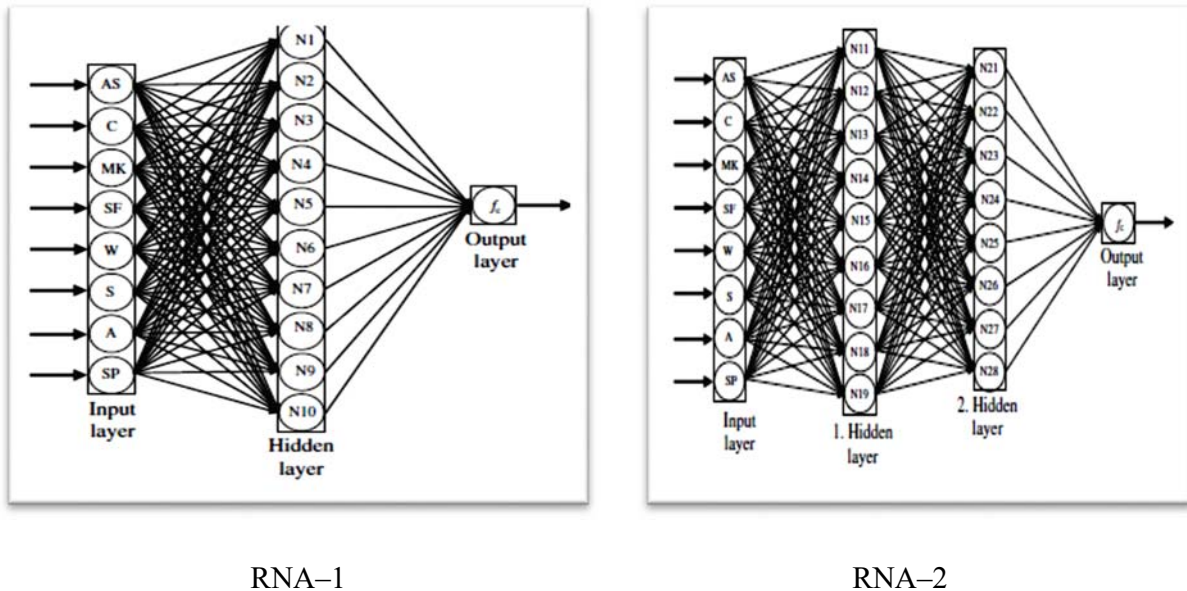 AS
C
MK
SF
W
S
A
SP
Input
layer
N1
N2
N3
N4
N5
N6
N7
N8
N9
N10
Hidden
layer
fc
Output
layer
AS
C
MK
SF
W
S
A
SP
Input
layer
N11
N12
N13
N14
N15
N16
N17
N18
N19
1. Hidden
layer
N21
N22
N23
N24
N25
N26
N27
N28
2. Hidden
layer
fc
Output
layer
RNA–1
RNA–2